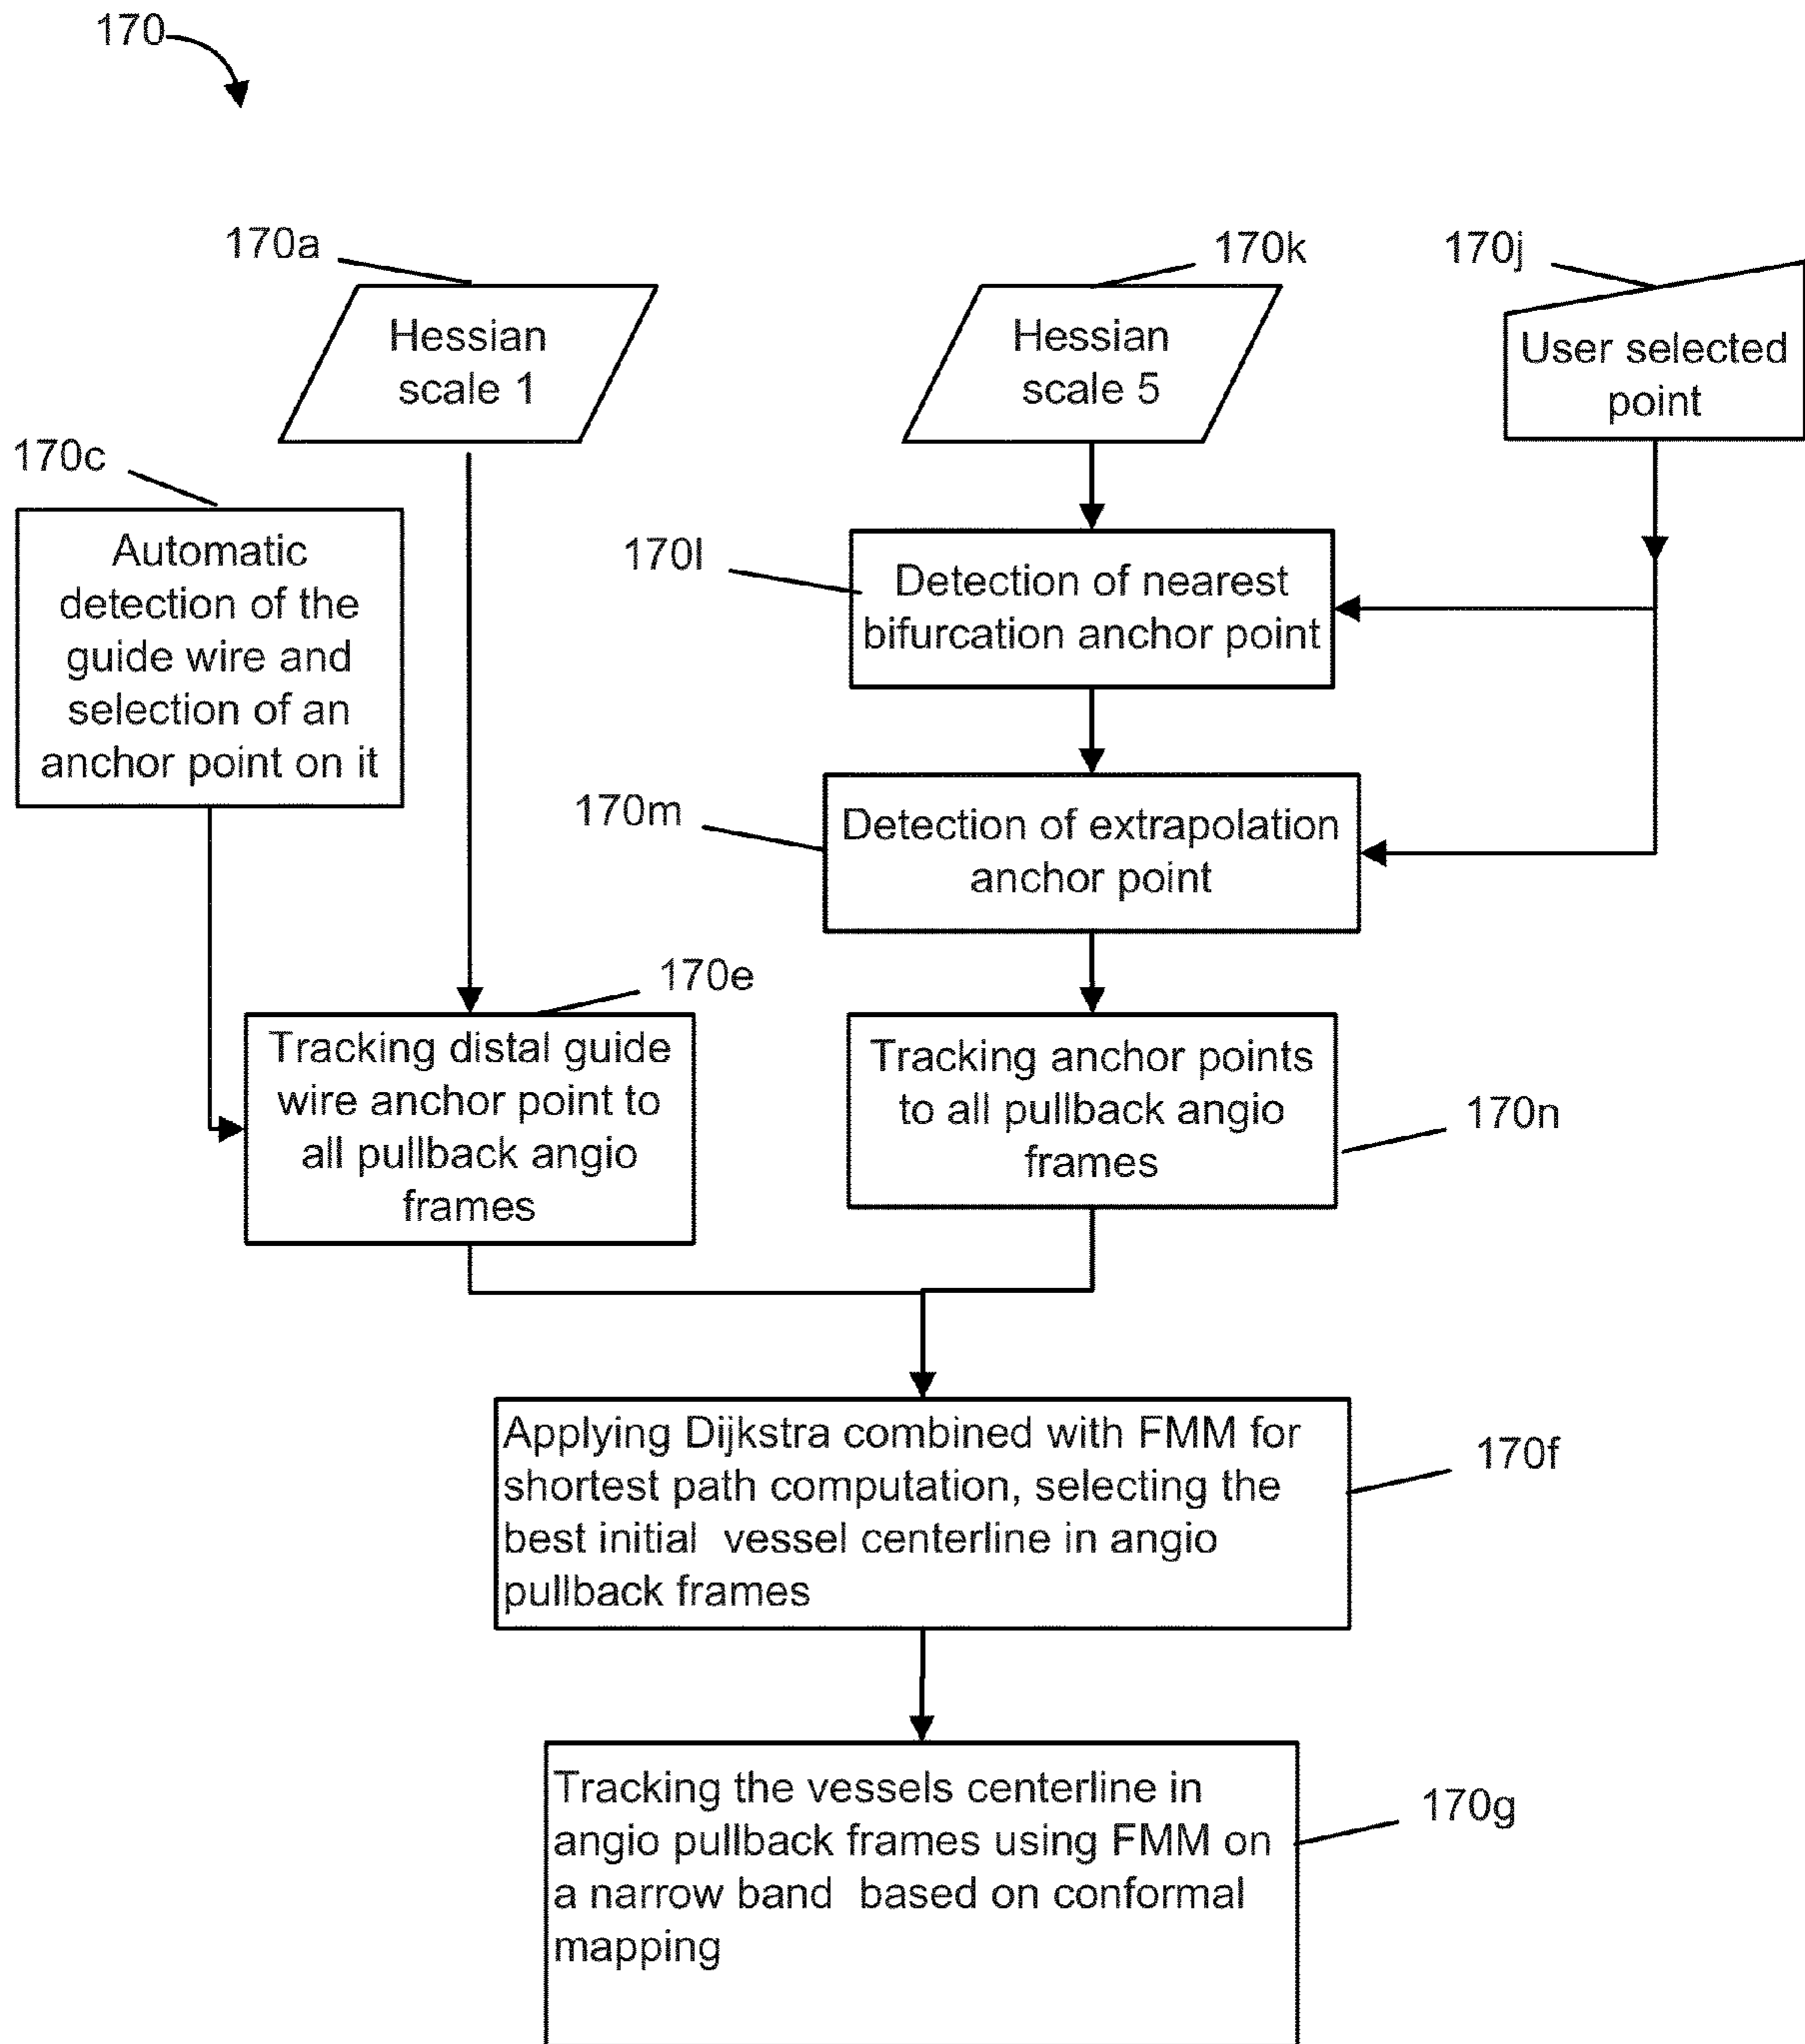 170
170a
170k
170j
Hessian
scale 1
Hessian
scale 5
User selected
point
170c
Automatic
detection of the
guide wire and
selection of an
anchor point on it
170l
Detection of nearest
bifurcation anchor point
170m
Detection of extrapolation
anchor point
170e
Tracking distal guide
wire anchor point to
all pullback angio
frames
Tracking anchor points
to all pullback angio
frames
170n
Applying Dijkstra combined with FMM for
shortest path computation, selecting the
best initial  vessel centerline in angio
pullback frames
170f
Tracking the vessels centerline in
angio pullback frames using FMM on
a narrow band  based on conformal
mapping
170g